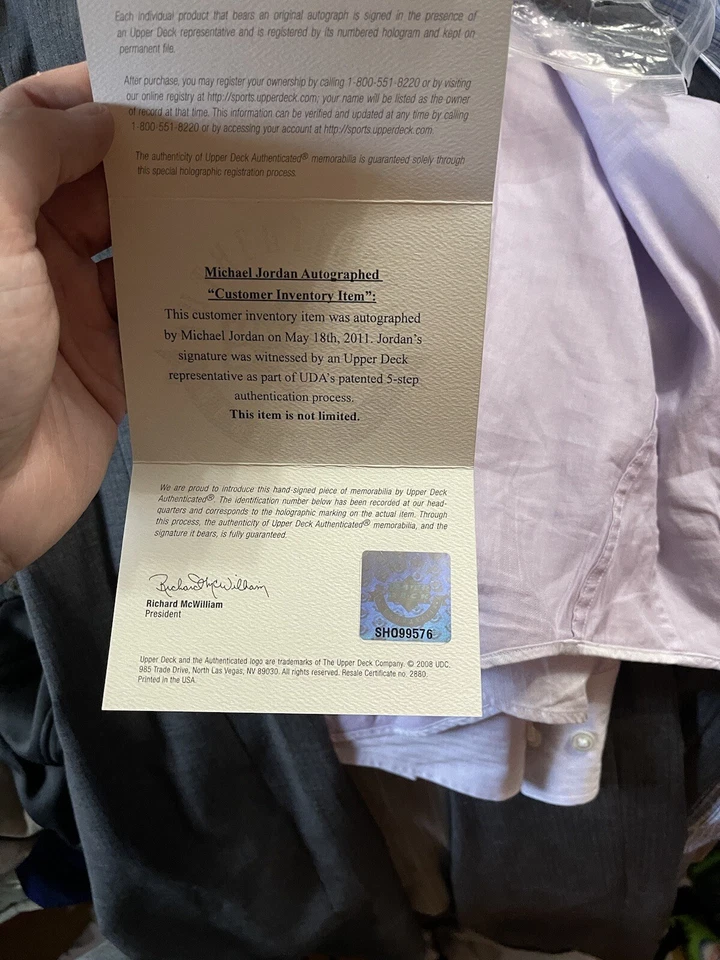 Each individual product that bears an original autograph is signed in the presence of
an Upper Deck representative and is registered by its numbered hologram and kept on
permanent file.
After purchase, you may register your ownership by calling 1-800-551-8220 or by visiting
our online registry at http://sports.upperdeck.com; your name will be listed as the owner
of record at that time. This information can be verified and updated at any time by calling
1-800-551-8220 or by accessing your account at http://sports.upperdeck.com.
The authenticity of Upper Deck Authenticated® memorabilia is guaranteed solely through
this special holographic registration process.
Michael Jordan Autographed
“Customer Inventory Item”:
This customer inventory item was autographed
by Michael Jordan on May 18th, 2011. Jordan’s
signature was witnessed by an Upper Deck
representative as part of UDA’s patented 5-step
authentication process.
This item is not limited.
We are proud to introduce this hand-signed piece of memorabilia by Upper Deck
Authenticated®. The identification number below has been recorded at our head-
quarters and corresponds to the holographic marking on the actual item. Through
this process, the authenticity of Upper Deck Authenticated® memorabilia, and the
signature it bears, is fully guaranteed.
Richard McWilliam
Richard McWilliam
President
SHO99576
Upper Deck and the Authenticated logo are trademarks of The Upper Deck Company. © 2008 UDC,
985 Trade Drive, North Las Vegas, NV 89030. All rights reserved. Resale Certificate no. 2880.
Printed in the USA